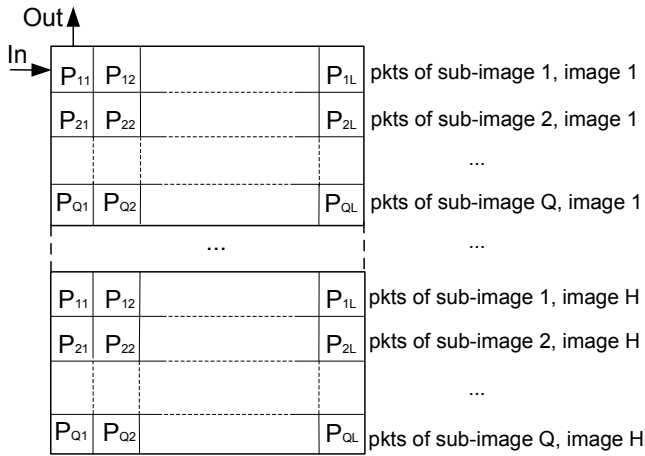 Out
In
P11 P12 P1L pkts of sub-image 1, image 1
P21 P22 P2L pkts of sub-image 2, image 1
...
PQ1 PQ2 PQL pkts of sub-image Q, image 1
... ...
P11 P12 P1L pkts of sub-image 1, image H
P21 P22 P2L pkts of sub-image 2, image H
...
PQ1 PQ2 PQL pkts of sub-image Q, image H